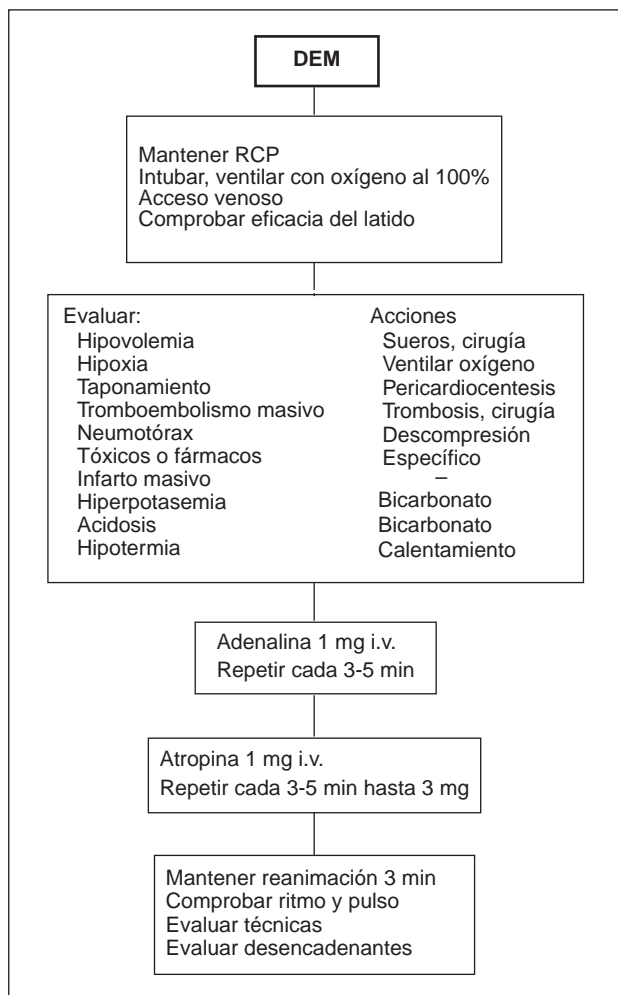 DEM
Mantener RCP
Intubar, ventilar con oxígeno al 100%
Acceso venoso
Comprobar eficacia del latido
Evaluar:
Hipovolemia
Hipoxia
Taponamiento
Tromboembolismo masivo
Neumotórax
Tóxicos o fármacos
Infarto masivo
Hiperpotasemia
Acidosis
Hipotermia
Acciones
Sueros, cirugía
Ventilar oxígeno
Pericardiocentesis
Trombosis, cirugía
Descompresión
Específico
–
Bicarbonato
Bicarbonato
Calentamiento
Adenalina 1 mg i.v.
Repetir cada 3-5 min
Atropina 1 mg i.v.
Repetir cada 3-5 min hasta 3 mg
Mantener reanimación 3 min
Comprobar ritmo y pulso
Evaluar técnicas
Evaluar desencadenantes